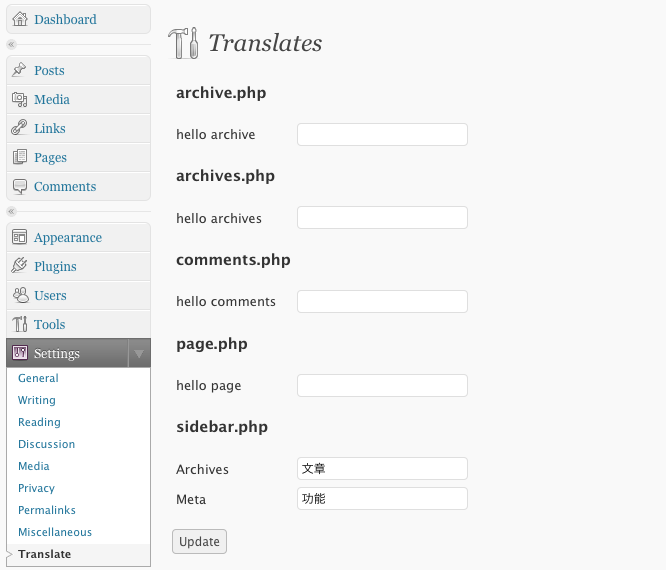 Dashboard
Posts
Media
Links
Pages
Comments
Appearance
Plugins
Users
Tools
Settings
General
Writing
Reading
Discussion
Media
Privacy
Permalinks
Miscellaneous
Translate
Translates
archive.php
hello archive
archives.php
hello archives
comments.php
hello comments
page.php
hello page
sidebar.php
Archives 文章
Meta 功能
Update